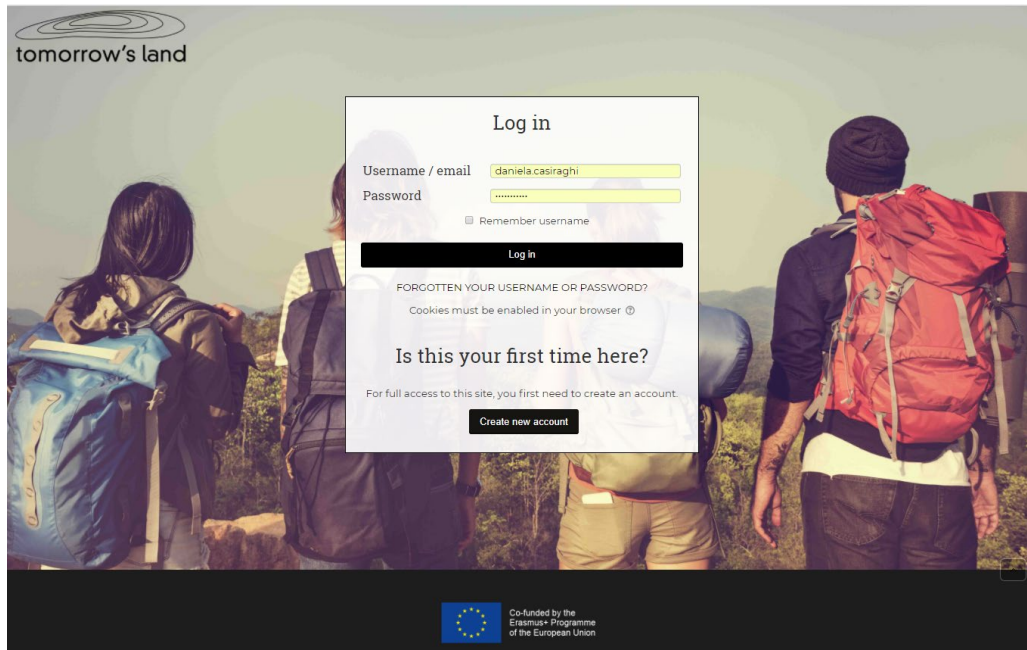 tomorrow's land
Log in
Username / email
daniela.casiraghi
Password
···········
Remember username
Log in
FORGOTTEN YOUR USERNAME OR PASSWORD?
Cookies must be enabled in your browser ?
Is this your first time here?
For full access to this site, you first need to create an account.
Create new account
Co-funded by the
Erasmus+ Programme
of the European Union